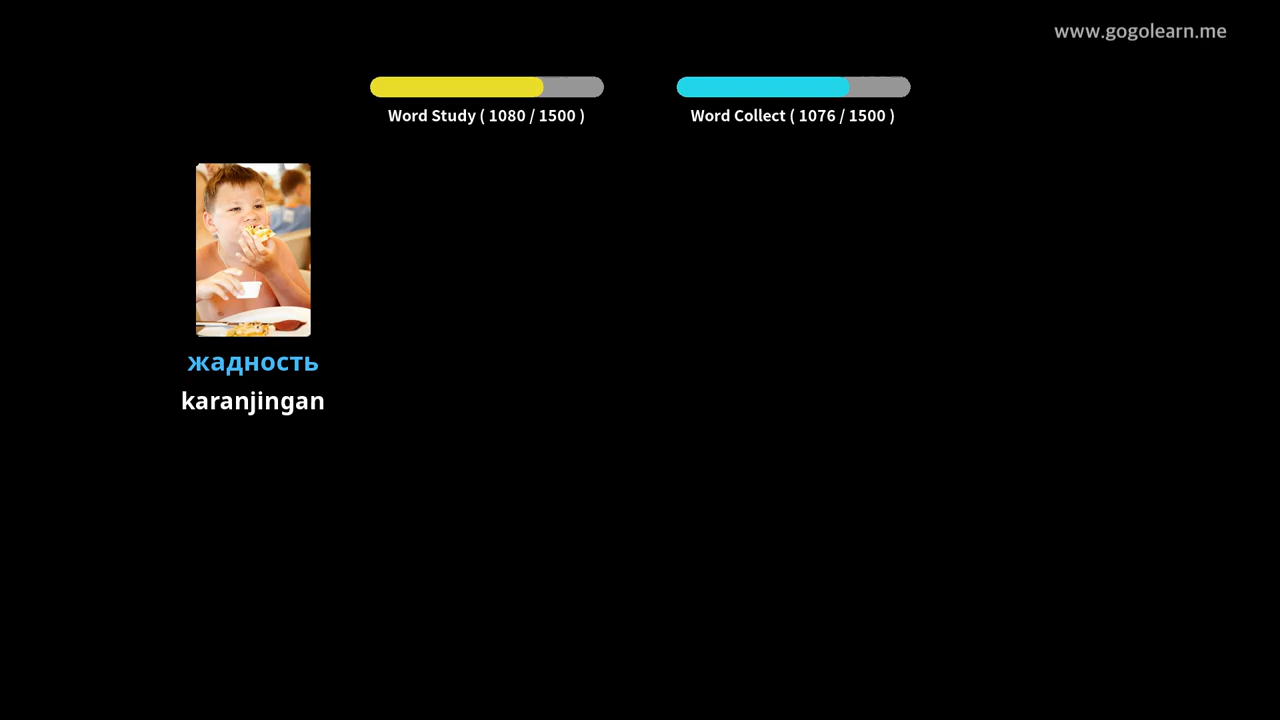 www.gogolearn.me
Word Study ( 1080 / 1500 )
Word Collect ( 1076 / 1500 )
жадность
karanjingan